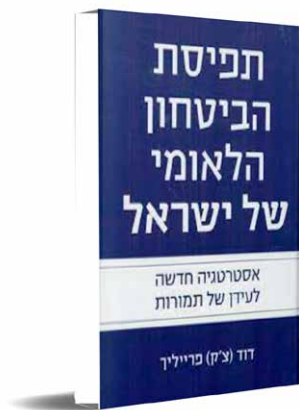 תפיסת
הביטחון
הלאומי
של ישראל
אסטרטגיה חדשה
לעידן של תמורות
דוד (צ'ק) פרייליך